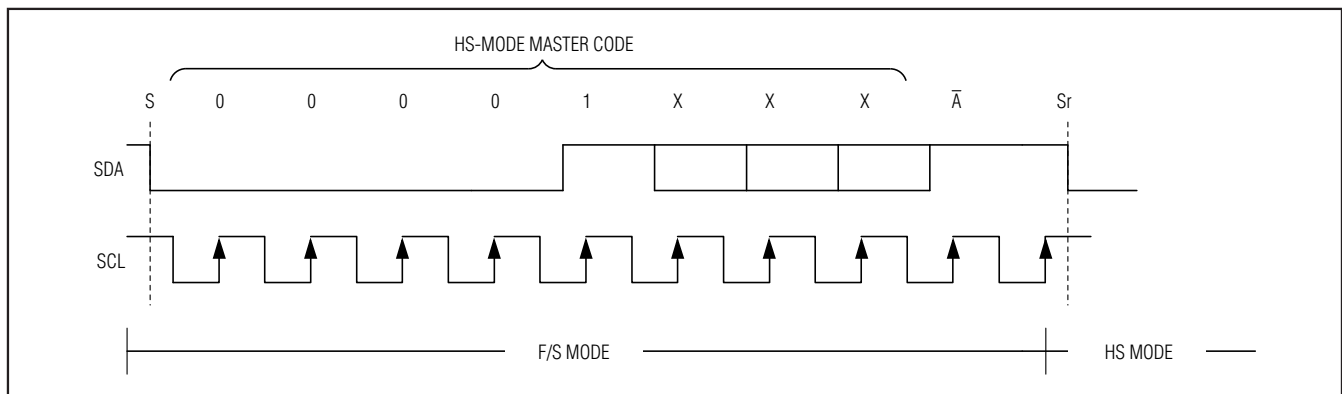 HS-MODE MASTER CODE
S 0 0 0 0 1 X X X A̅ Sr
SDA
SCL
F/S MODE HS MODE